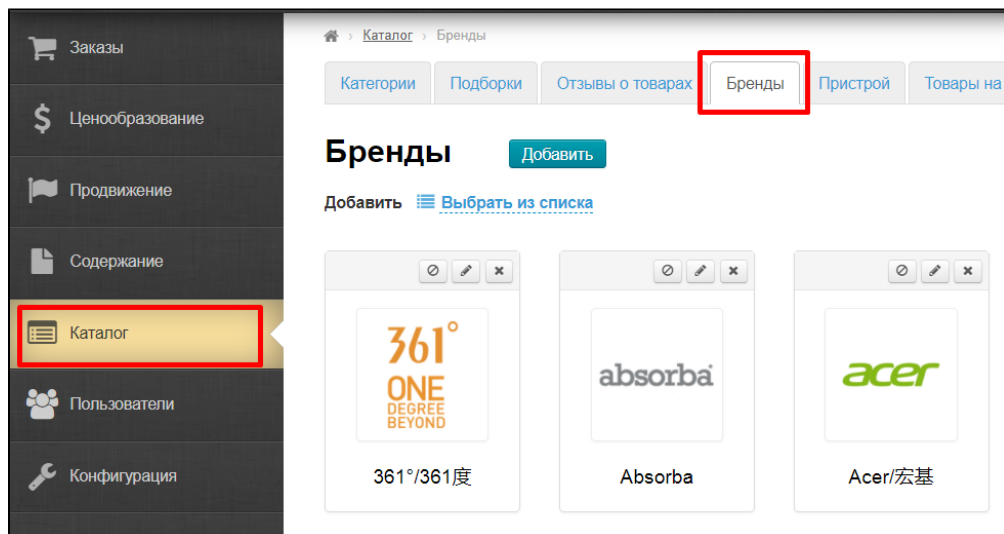 Заказы
Ценообразование
Продвижение
Содержание
Каталог
Пользователи
Конфигурация
Каталог › Бренды
Категории Подборки Отзывы о товарах Бренды Пристрой Товары на
Бренды Добавить
Добавить Выбрать из списка
361°
ONE
DEGREE
BEYOND
absorba
acer
361°/361度 Absorba Acer/宏基